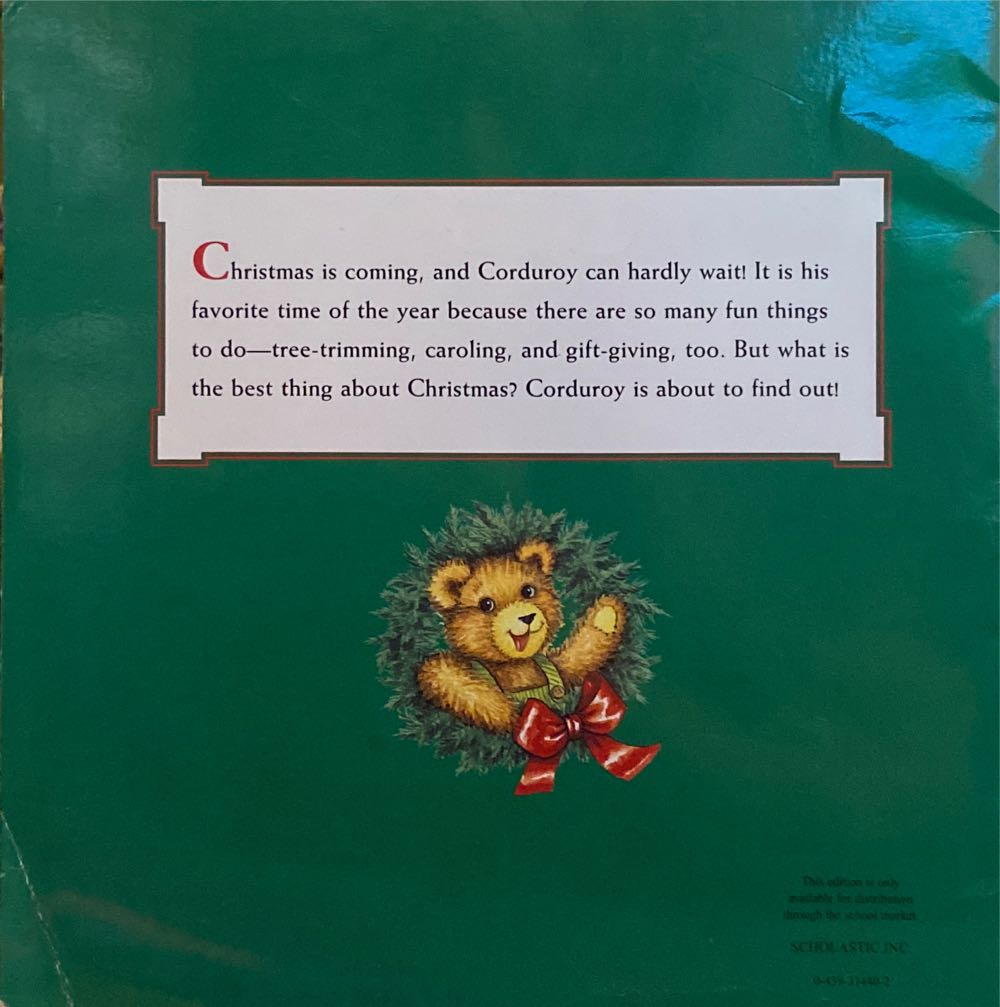 Christmas is coming, and Corduroy can hardly wait! It is his
favorite time of the year because there are so many fun things
to do—tree-trimming, caroling, and gift-giving, too. But what is
the best thing about Christmas? Corduroy is about to find out!
This edition is only
available for distribution
through the school market
SCHOLASTIC INC.